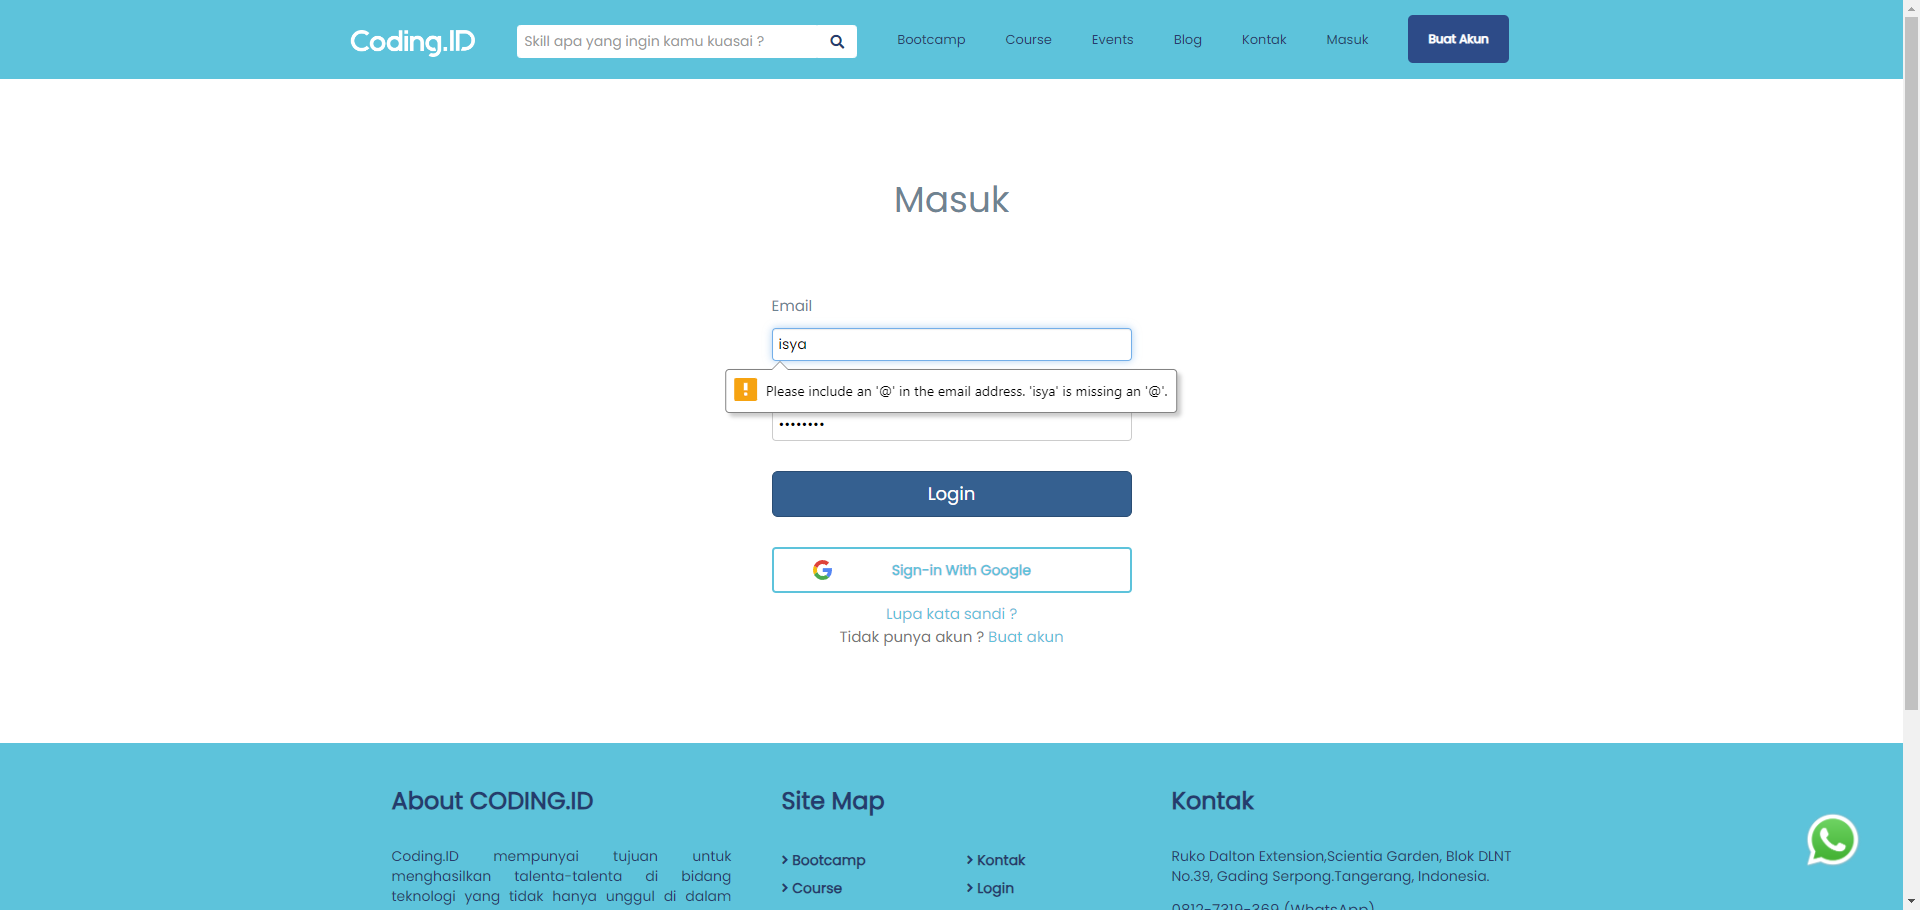 Coding.ID
Skill apa yang ingin kamu kuasai ?
Bootcamp
Course
Events
Blog
Kontak
Masuk
Buat Akun
Masuk
Email
isya
Please include an '@' in the email address. 'isya' is missing an '@'.
Login
Sign-in With Google
Lupa kata sandi ?
Tidak punya akun ? Buat akun
About CODING.ID
Coding.ID mempunyai tujuan untuk
menghasilkan talenta-talenta di bidang
teknologi yang tidak hanya unggul di dalam
Site Map
Bootcamp
Course
Kontak
Login
Kontak
Ruko Dalton Extension,Scientia Garden, Blok DLNT
No.39, Gading Serpong.Tangerang, Indonesia.
0812-7319-369 (WhatsApp)